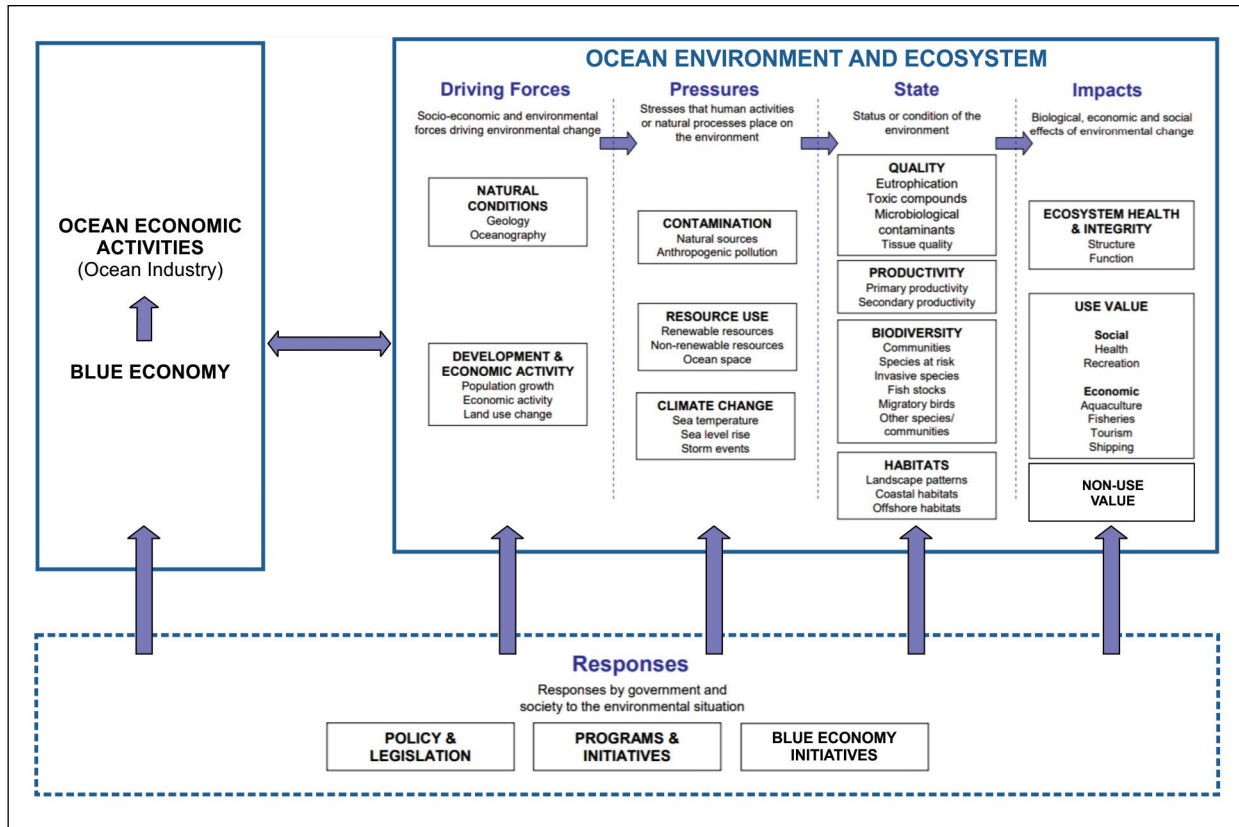 OCEAN ECONOMIC
ACTIVITIES
(Ocean Industry)
BLUE ECONOMY
OCEAN ENVIRONMENT AND ECOSYSTEM
Driving Forces
Socio-economic and environmental
forces driving environmental change
NATURAL
CONDITIONS
Geology
Oceanography
DEVELOPMENT &
ECONOMIC ACTIVITY
Population growth
Economic activity
Land use change
Pressures
Stresses that human activities
or natural processes place on
the environment
CONTAMINATION
Natural sources
Anthropogenic pollution
RESOURCE USE
Renewable resources
Non-renewable resources
Ocean space
CLIMATE CHANGE
Sea temperature
Sea level rise
Storm events
State
Status or condition of the
environment
QUALITY
Eutrophication
Toxic compounds
Microbiological
contaminants
Tissue quality
PRODUCTIVITY
Primary productivity
Secondary productivity
BIODIVERSITY
Communities
Species at risk
Invasive species
Fish stocks
Migratory birds
Other species/
communities
HABITATS
Landscape patterns
Coastal habitats
Offshore habitats
Impacts
Biological, economic and social
effects of environmental change
ECOSYSTEM HEALTH
& INTEGRITY
Structure
Function
USE VALUE
Social
Health
Recreation
Economic
Aquaculture
Fisheries
Tourism
Shipping
NON-USE
VALUE
Responses
Responses by government and
society to the environmental situation
POLICY &
LEGISLATION
PROGRAMS &
INITIATIVES
BLUE ECONOMY
INITIATIVES